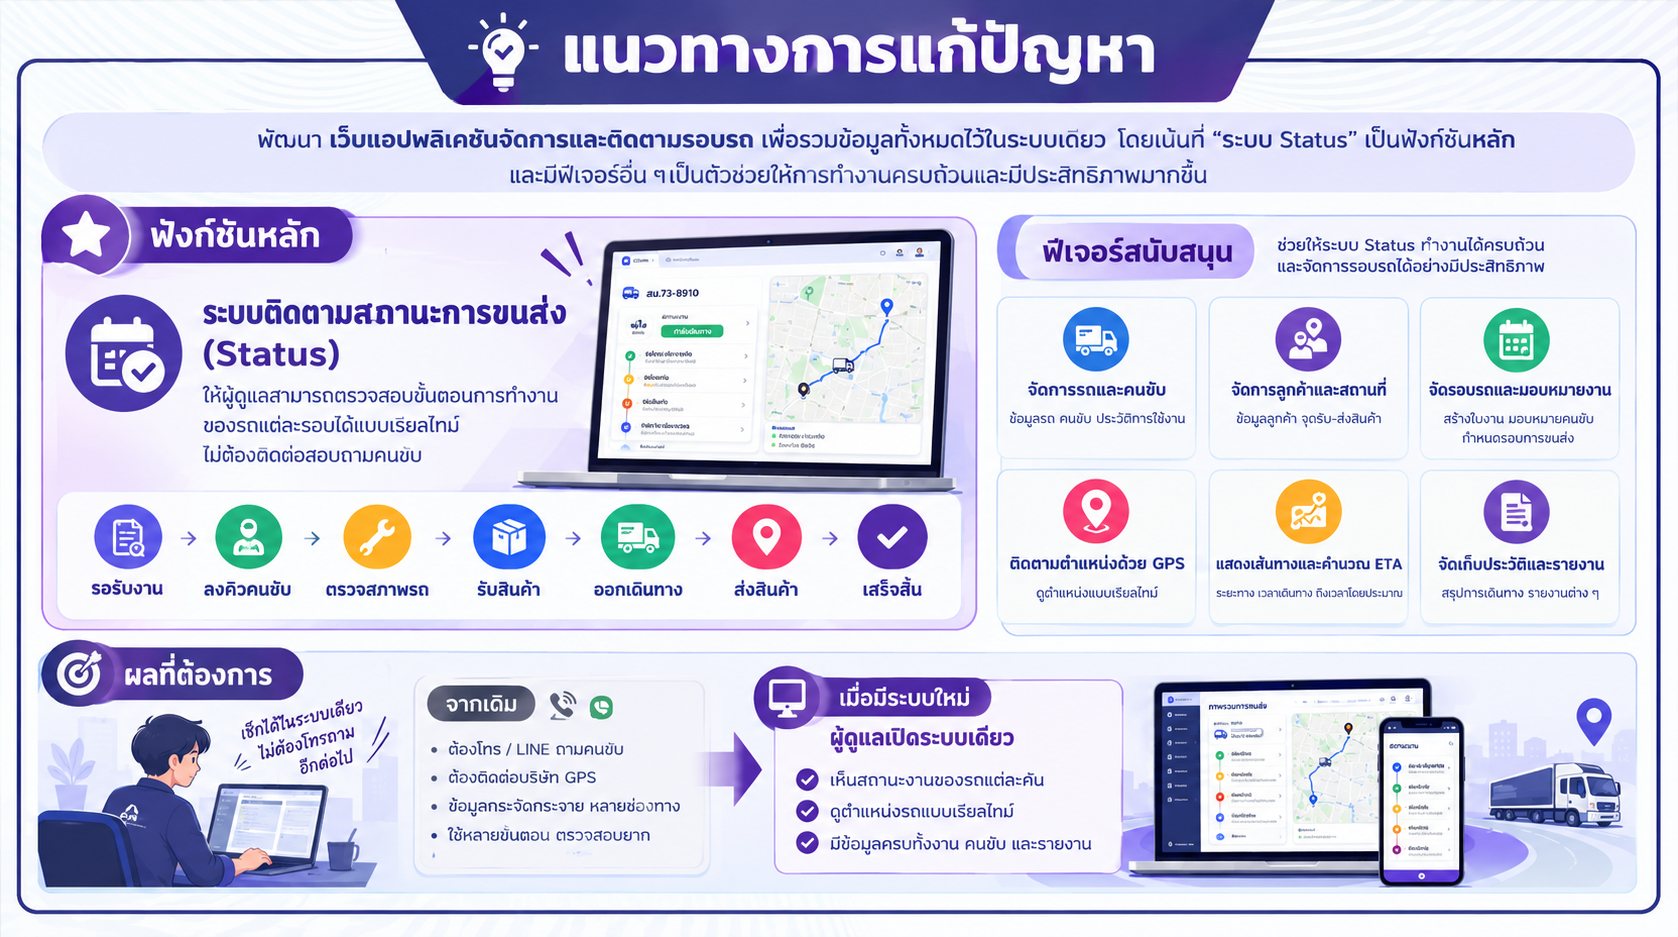 แนวทางการแก้ปัญหา
พัฒนา เว็บแอปพลิเคชันจัดการและติดตามรอบรถ เพื่อรวมข้อมูลทั้งหมดไว้ในระบบเดียว โดยเน้นที่ “ระบบ Status” เป็นฟังก์ชันหลัก
และมีฟีเจอร์อื่น ๆ เป็นตัวช่วยให้การทำงานครบถ้วนและมีประสิทธิภาพมากขึ้น
ฟังก์ชันหลัก
ระบบติดตามสถานะการขนส่ง
(Status)
ให้ผู้ดูแลสามารถตรวจสอบขั้นตอนการทำงาน
ของรถแต่ละรอบได้แบบเรียลไทม์
ไม่ต้องติดต่อสอบถามคนขับ
สน.73-8910
รอรับงาน
ลงคิวคนขับ
ตรวจสภาพรถ
รับสินค้า
ออกเดินทาง
ส่งสินค้า
เสร็จสิ้น
ฟีเจอร์สนับสนุน
ช่วยให้ระบบ Status ทำงานได้ครบถ้วน
และจัดการรอบรถได้อย่างมีประสิทธิภาพ
จัดการรถและคนขับ
ข้อมูลรถ คนขับ ประวัติการใช้งาน
จัดการลูกค้าและสถานที่
ข้อมูลลูกค้า จุดรับ-ส่งสินค้า
จัดรอบรถและมอบหมายงาน
สร้างใบงาน มอบหมายคนขับ
กำหนดรอบการขนส่ง
ติดตามตำแหน่งด้วย GPS
ดูตำแหน่งแบบเรียลไทม์
แสดงเส้นทางและคำนวณ ETA
ระยะทาง เวลาเดินทาง ถึงเวลาโดยประมาณ
จัดเก็บประวัติและรายงาน
สรุปการเดินทาง รายงานต่าง ๆ
ผลที่ต้องการ
เช็กได้ในระบบเดียว
ไม่ต้องโทรถาม
อีกต่อไป
จากเดิม
• ต้องโทร / LINE ถามคนขับ
• ต้องติดต่อบริษัท GPS
• ข้อมูลกระจัดกระจาย หลายช่องทาง
• ใช้หลายขั้นตอน ตรวจสอบยาก
เมื่อมีระบบใหม่
ผู้ดูแลเปิดระบบเดียว
เห็นสถานะงานของรถแต่ละคัน
ดูตำแหน่งรถแบบเรียลไทม์
มีข้อมูลครบทั้งงาน คนขับ และรายงาน
ภาพรวมการขนส่ง